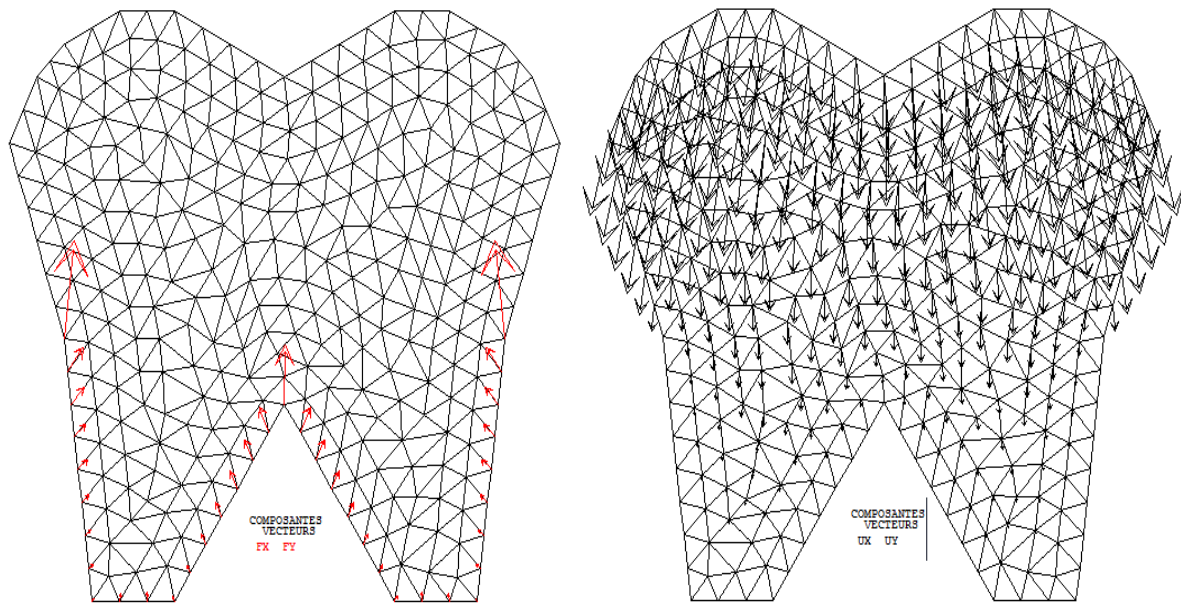 COMPOSANTES
VECTEURS
FX FY
COMPOSANTES
VECTEURS
UX UY